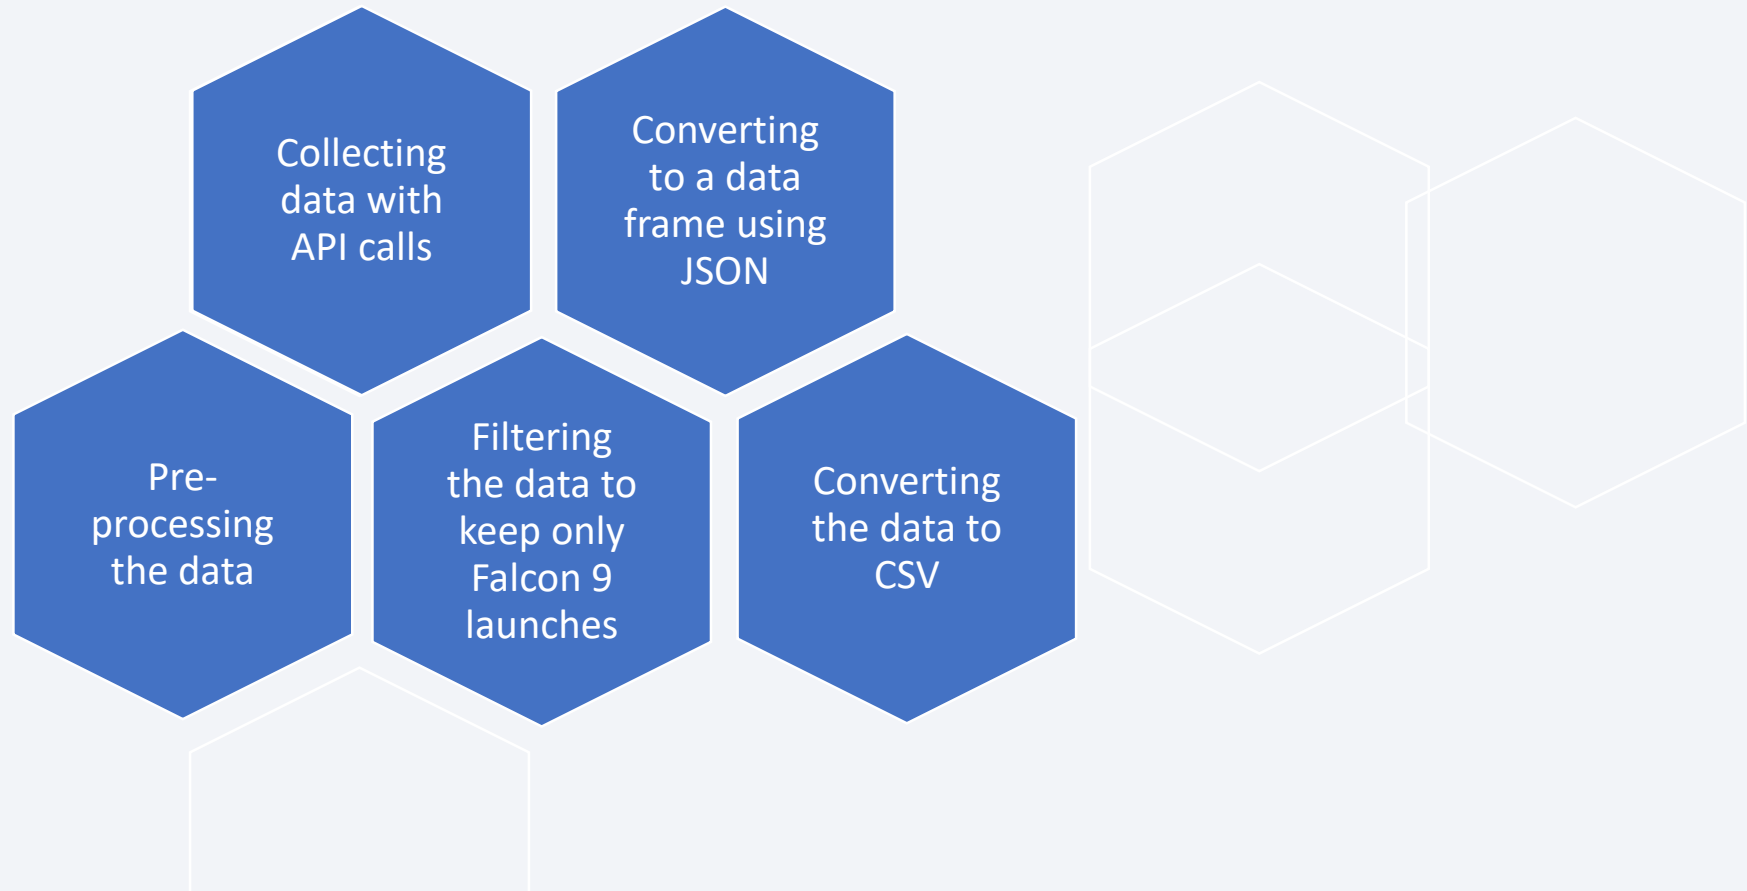 Collecting
data with
API calls
Converting
to a data
frame using
JSON
Pre-
processing
the data
Filtering
the data to
keep only
Falcon 9
launches
Converting
the data to
CSV